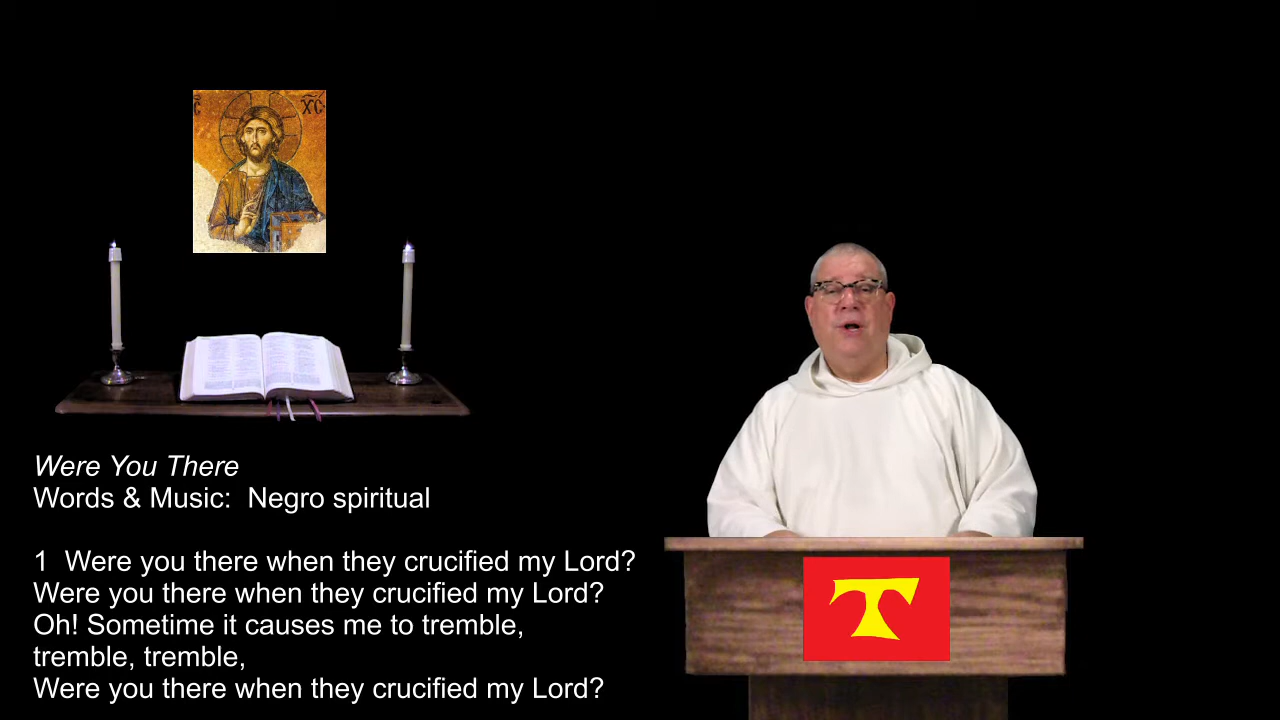 XC
Were You There
Words & Music:  Negro spiritual
1  Were you there when they crucified my Lord?
Were you there when they crucified my Lord?
Oh! Sometime it causes me to tremble,
tremble, tremble,
Were you there when they crucified my Lord?
T